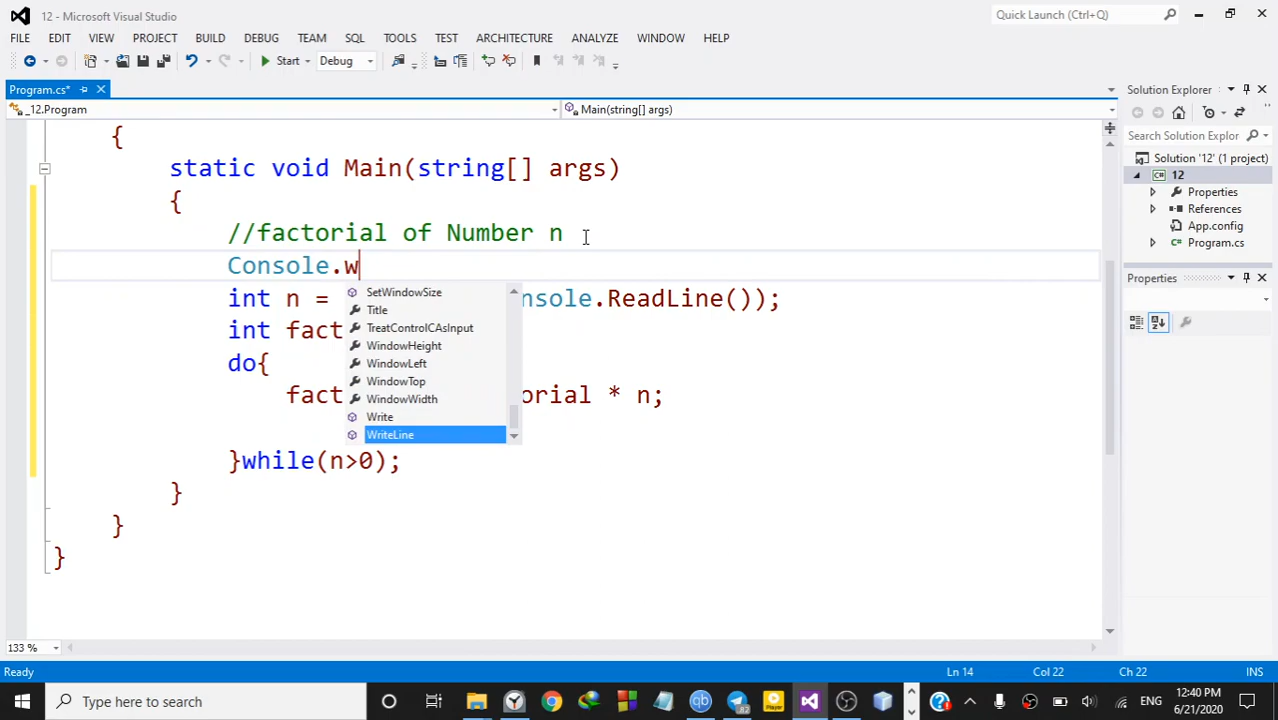 12 - Microsoft Visual Studio
Quick Launch (Ctrl+Q)
FILE EDIT VIEW PROJECT BUILD DEBUG TEAM SQL TOOLS TEST ARCHITECTURE ANALYZE WINDOW HELP
Start Debug
Program.cs*
Solution Explorer
_12.Program Main(string[] args)
Search Solution Explor
{
static void Main(string[] args)
{
//factorial of Number n
Console.w
int n = nsole.ReadLine());
int fact
do{
fact orial * n;
}while(n>0);
}
}
}
SetWindowSize
Title
TreatControlCAsInput
WindowHeight
WindowLeft
WindowTop
WindowWidth
Write
WriteLine
Solution '12' (1 project)
C# 12
Properties
References
App.config
Program.cs
Properties
133 %
Ready Ln 14 Col 22 Ch 22 INS
Type here to search
ENG
12:40 PM
6/21/2020